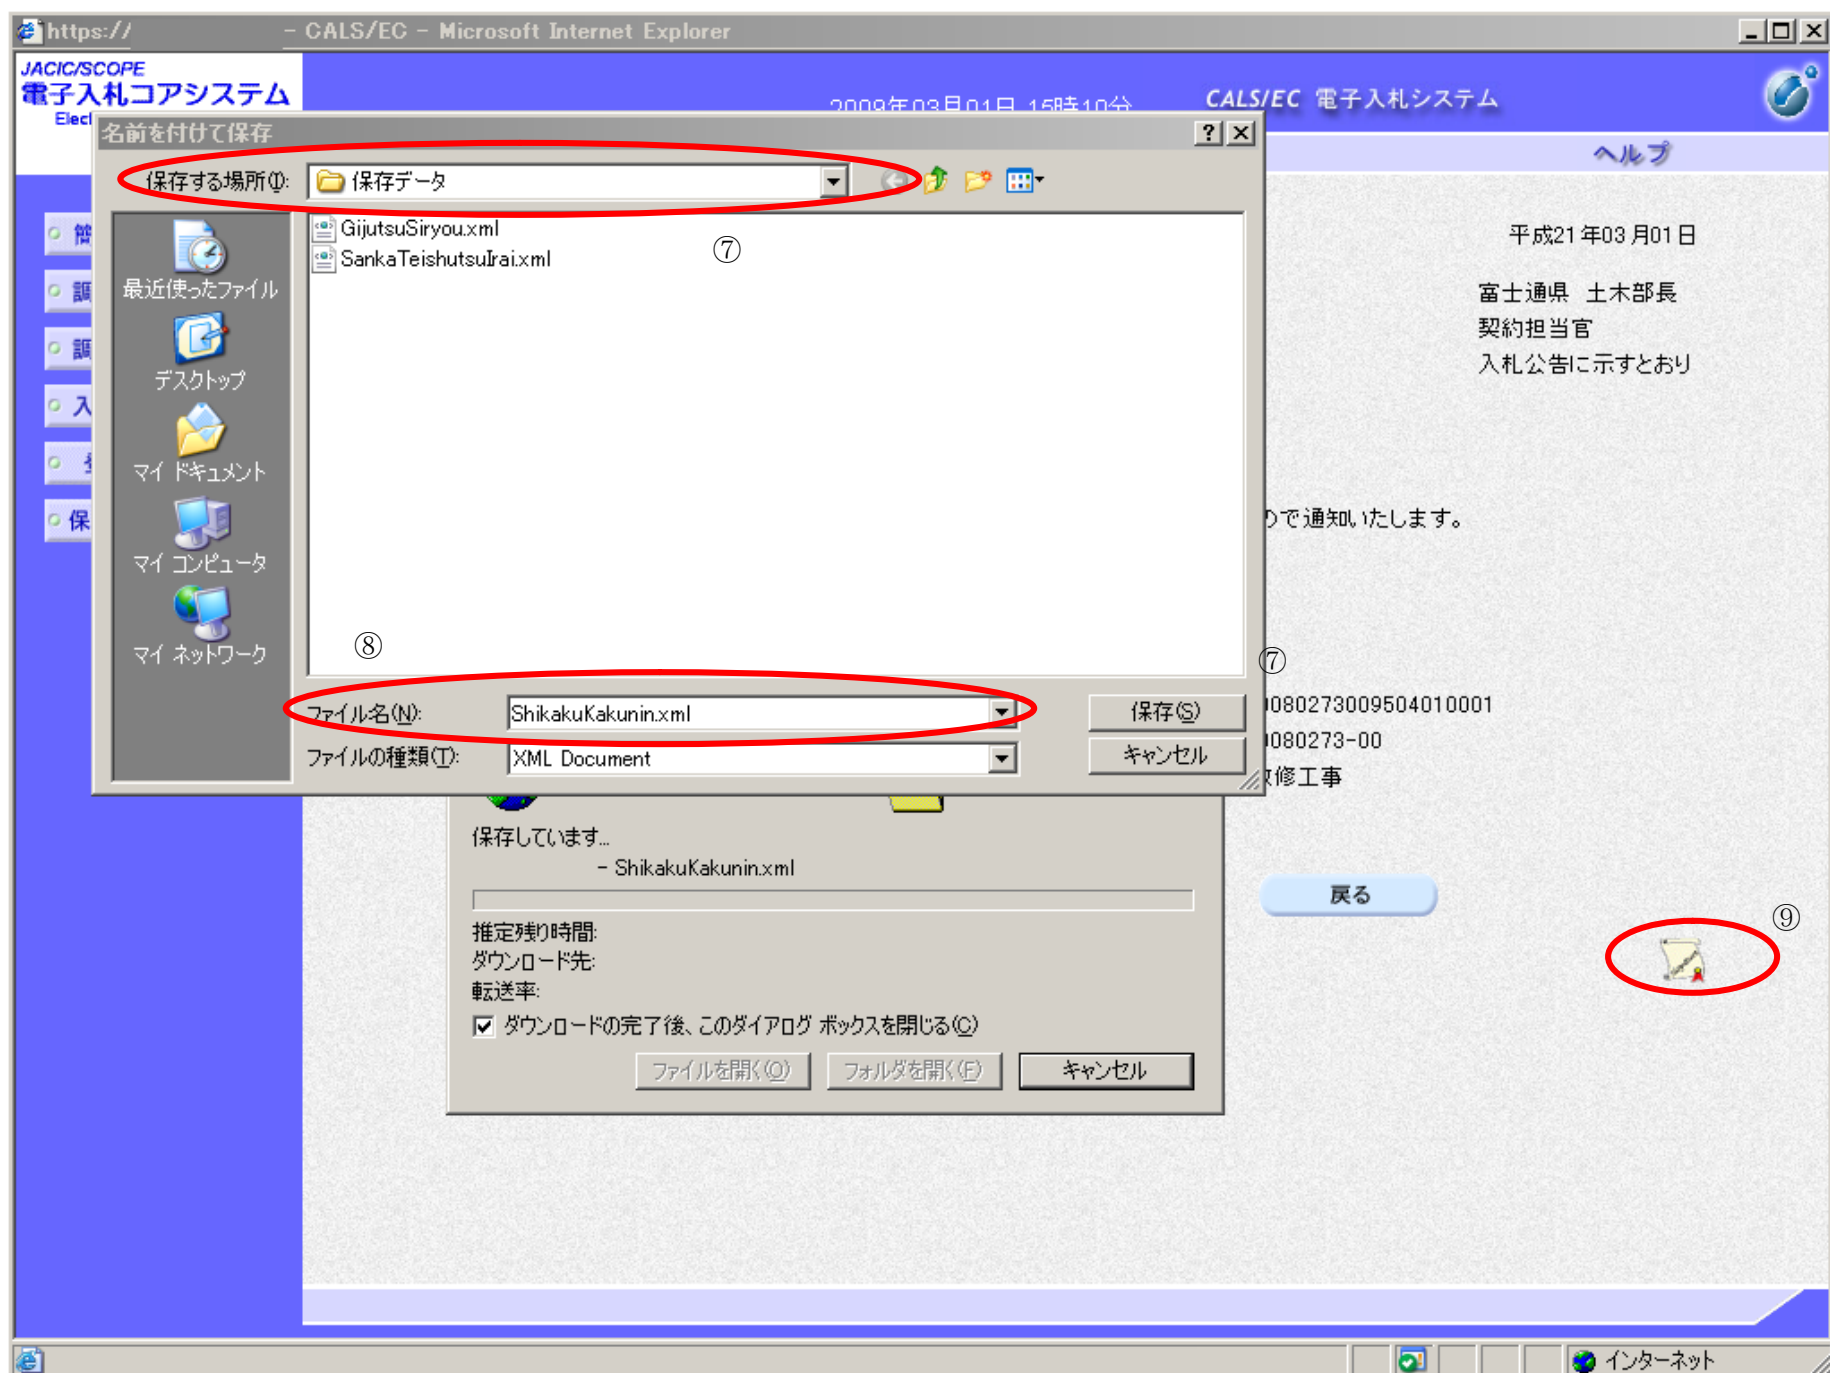 https:// - CALS/EC - Microsoft Internet Explorer
JACIC/SCOPE
電子入札コアシステム
Elect
2009年03月01日 15時10分
CALS/EC 電子入札システム
ヘルプ
名前を付けて保存
保存する場所(I):
保存データ
GijutsuSiryou.xml
SankaTeishutsuIrai.xml
⑦
最近使ったファイル
デスクトップ
マイ ドキュメント
マイ コンピュータ
マイ ネットワーク
⑧
⑦
ファイル名(N):
ShikakuKakunin.xml
保存(S)
ファイルの種類(T):
XML Document
キャンセル
調
調
入
保
平成21年03月01日
富士通県 土木部長
契約担当官
入札公告に示すとおり
ので通知いたします。
0080273009504010001
0080273-00
改修工事
保存しています...
- ShikakuKakunin.xml
推定残り時間:
ダウンロード先:
転送率:
ダウンロードの完了後、このダイアログ ボックスを閉じる(C)
ファイルを開く(O)
フォルダを開く(F)
キャンセル
戻る
⑨
インターネット